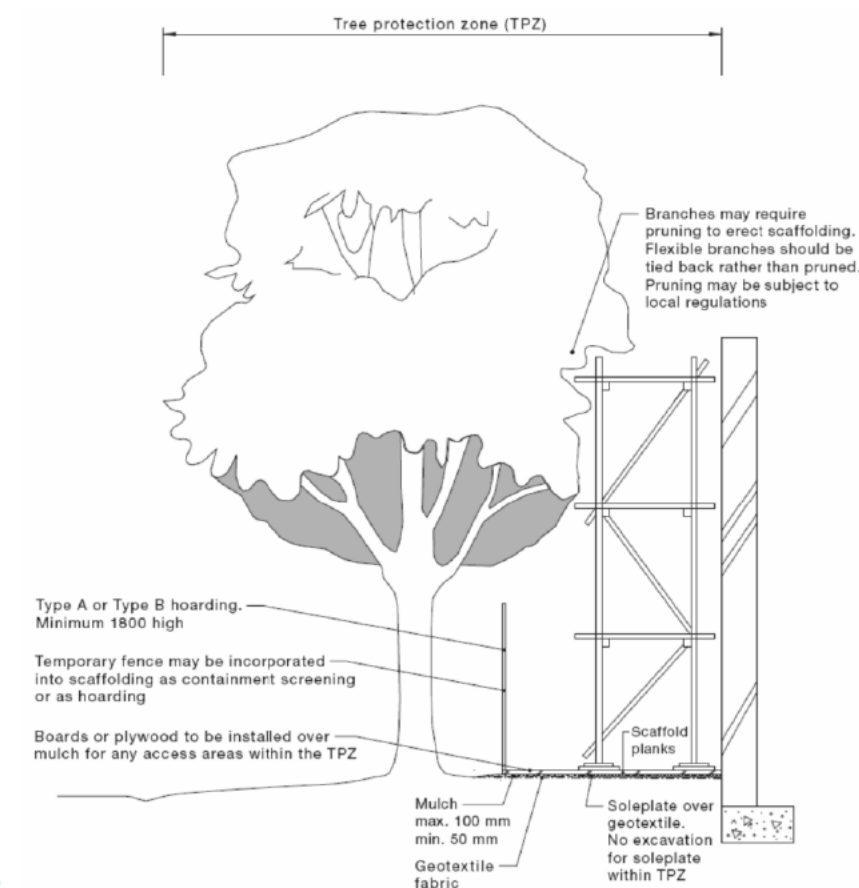 Tree protection zone (TPZ)
Branches may require
pruning to erect scaffolding.
Flexible branches should be
tied back rather than pruned.
Pruning may be subject to
local regulations
Type A or Type B hoarding.
Minimum 1800 high
Temporary fence may be incorporated
into scaffolding as containment screening
or as hoarding
Boards or plywood to be installed over
mulch for any access areas within the TPZ
Scaffold
planks
Mulch
max. 100 mm
min. 50 mm
Geotextile
fabric
Soleplate over
geotextile.
No excavation
for soleplate
within TPZ